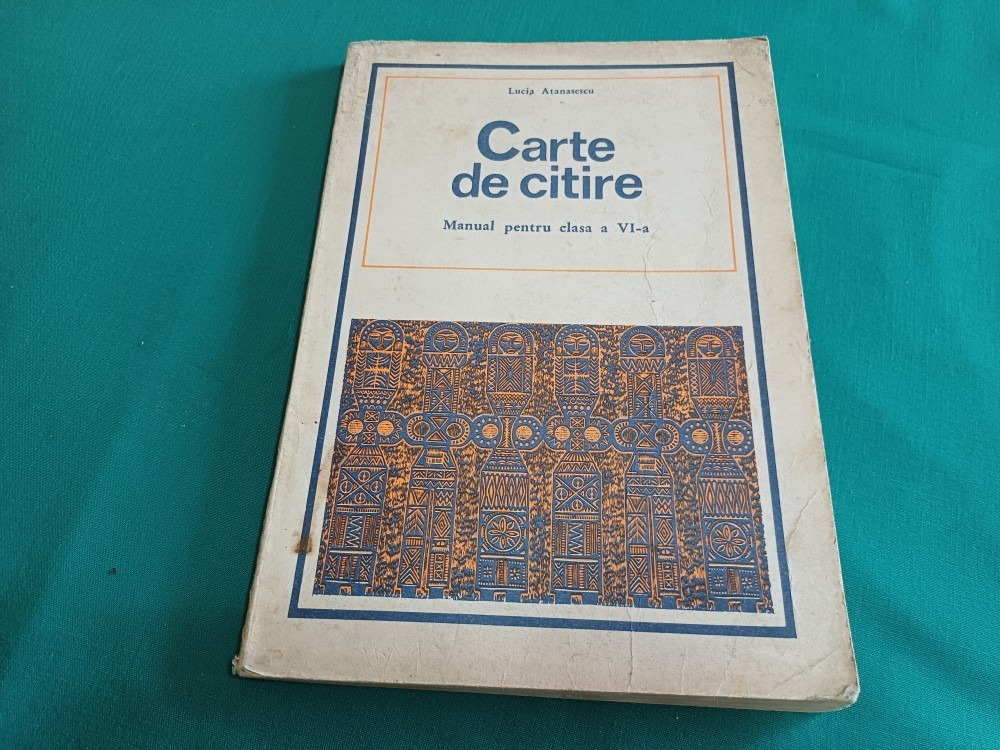 Lucia Atanasescu
Carte
de citire
Manual pentru clasa a VI-a